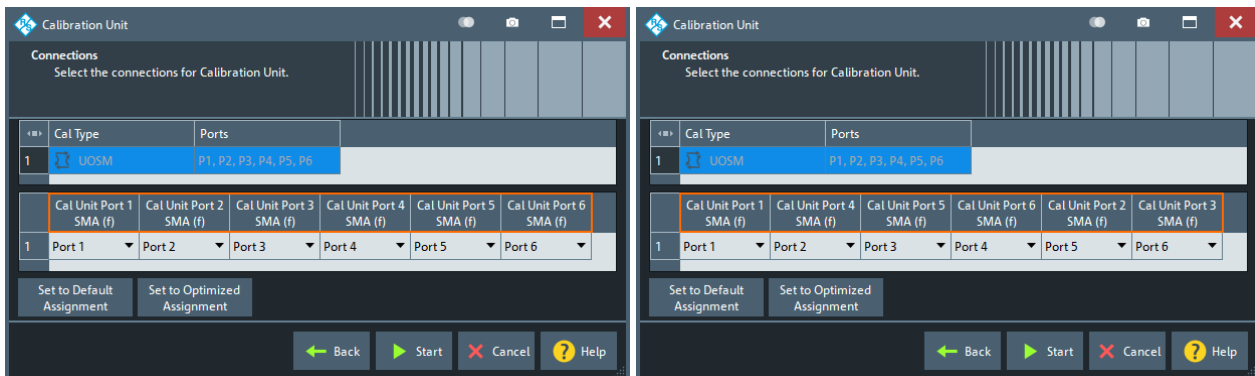 Calibration Unit
Connections
Select the connections for Calibration Unit.
Cal Type Ports
1 UOSM P1, P2, P3, P4, P5, P6
Cal Unit Port 1 SMA (f) Cal Unit Port 2 SMA (f) Cal Unit Port 3 SMA (f) Cal Unit Port 4 SMA (f) Cal Unit Port 5 SMA (f) Cal Unit Port 6 SMA (f)
1 Port 1 Port 2 Port 3 Port 4 Port 5 Port 6
Set to Default Assignment
Set to Optimized Assignment
Back Start Cancel ? Help
Calibration Unit
Connections
Select the connections for Calibration Unit.
Cal Type Ports
1 UOSM P1, P2, P3, P4, P5, P6
Cal Unit Port 1 SMA (f) Cal Unit Port 4 SMA (f) Cal Unit Port 5 SMA (f) Cal Unit Port 6 SMA (f) Cal Unit Port 2 SMA (f) Cal Unit Port 3 SMA (f)
1 Port 1 Port 2 Port 3 Port 4 Port 5 Port 6
Set to Default Assignment
Set to Optimized Assignment
Back Start Cancel ? Help